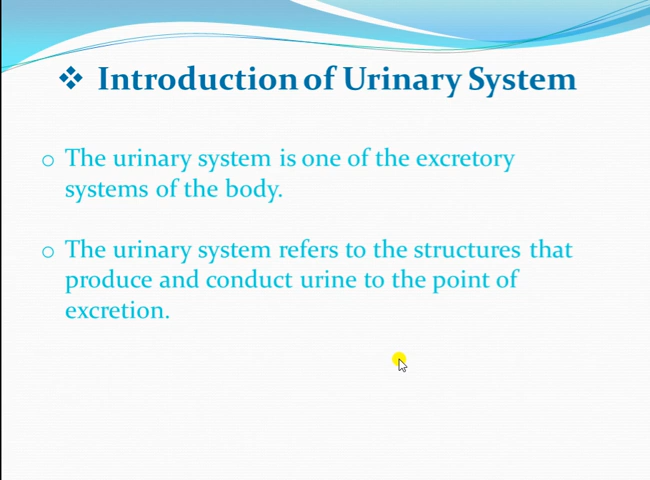 ❖ Introduction of Urinary System
o The urinary system is one of the excretory
systems of the body.
o The urinary system refers to the structures that
produce and conduct urine to the point of
excretion.